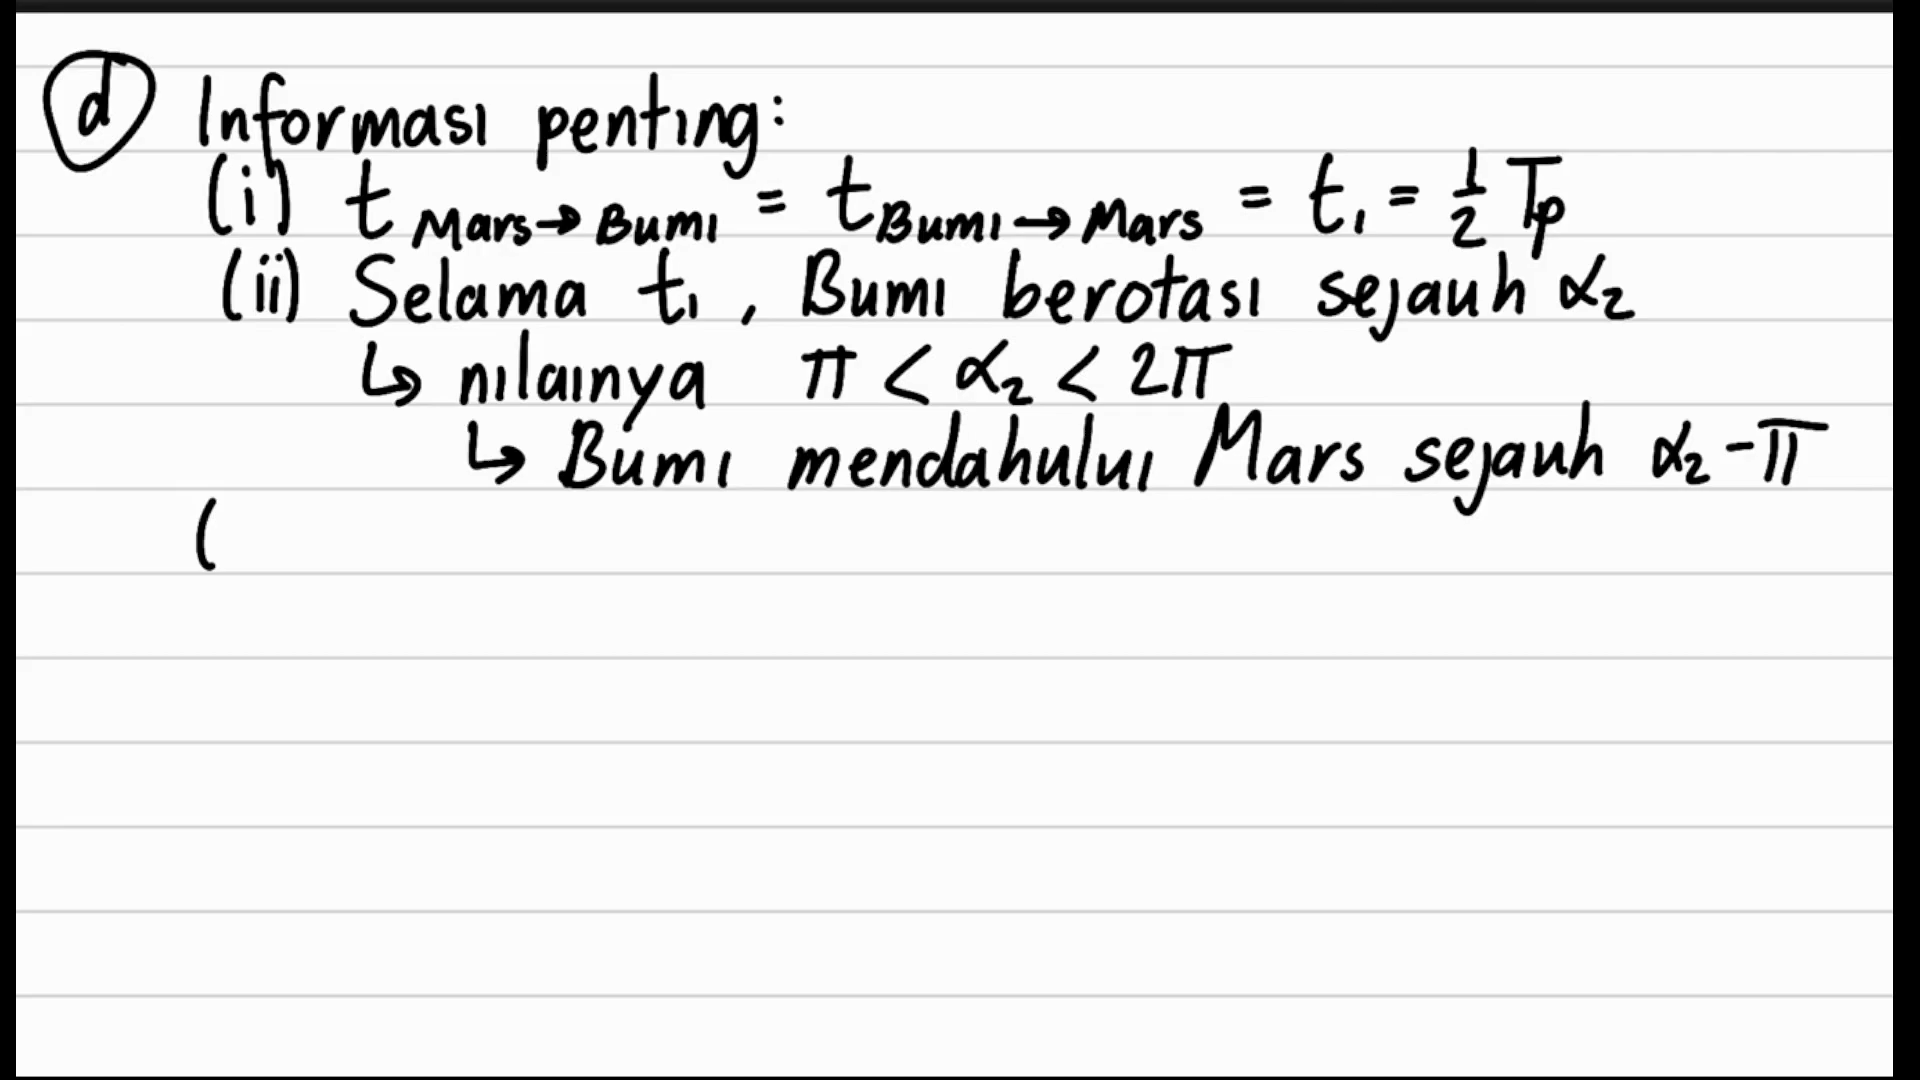 d Informasi penting:
(i) t Mars→Bumi = t Bumi→Mars = t₁ = ½ Tp
(ii) Selama t₁, Bumi berotasi sejauh α₂
↳ nilainya π < α₂ < 2π
↳ Bumi mendahului Mars sejauh α₂-π
(